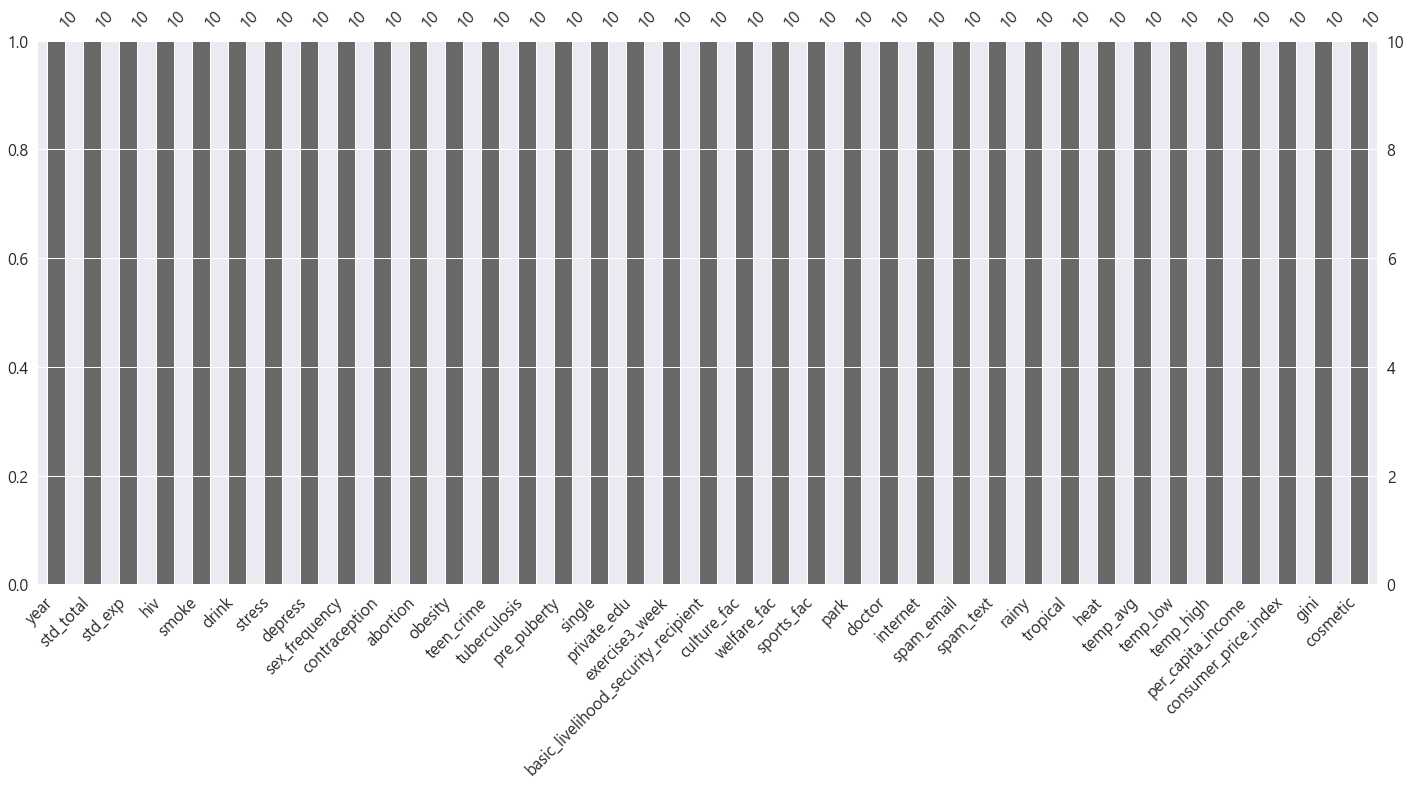 10 10 10 10 10 10 10 10 10 10 10 10 10 10 10 10 10 10 10 10 10 10 10 10 10 10 10 10 10 10 10 10 10 10 10 10 10
1.0 10
0.8 8
0.6 6
0.4 4
0.2 2
0.0 0
year
std_total
std_exp
hiv
smoke
drink
stress
depress
sex_frequency
contraception
abortion
obesity
teen_crime
tuberculosis
pre_puberty
single
private_edu
exercise3_week
basic_livelihood_security_recipient
culture_fac
welfare_fac
sports_fac
park
doctor
internet
spam_email
spam_text
rainy
tropical
heat
temp_avg
temp_low
temp_high
per_capita_income
consumer_price_index
gini
cosmetic